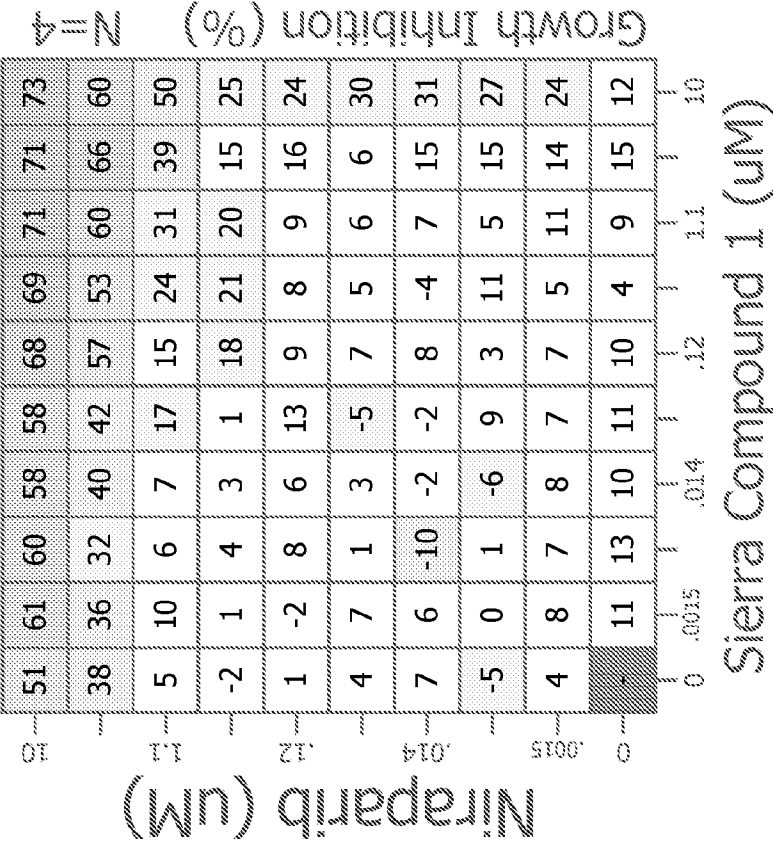 Niraparib (uM)
10 51 61 60 58 58 68 69 71 71 73
38 36 32 40 42 57 53 60 66 60
1.1 5 10 6 7 17 15 24 31 39 50
-2 1 4 3 1 18 21 20 15 25
.12 1 -2 8 6 13 9 8 9 16 24
4 7 1 3 -5 7 5 6 6 30
.014 7 6 -10 -2 -2 8 -4 7 15 31
-5 0 1 -6 9 3 11 5 15 27
.0015 4 8 7 8 7 7 5 11 14 24
0 - 11 13 10 11 10 4 9 15 12
0 .0015 .014 .12 1.1 10
Sierra Compound 1 (uM)
Growth Inhibition (%) N=4